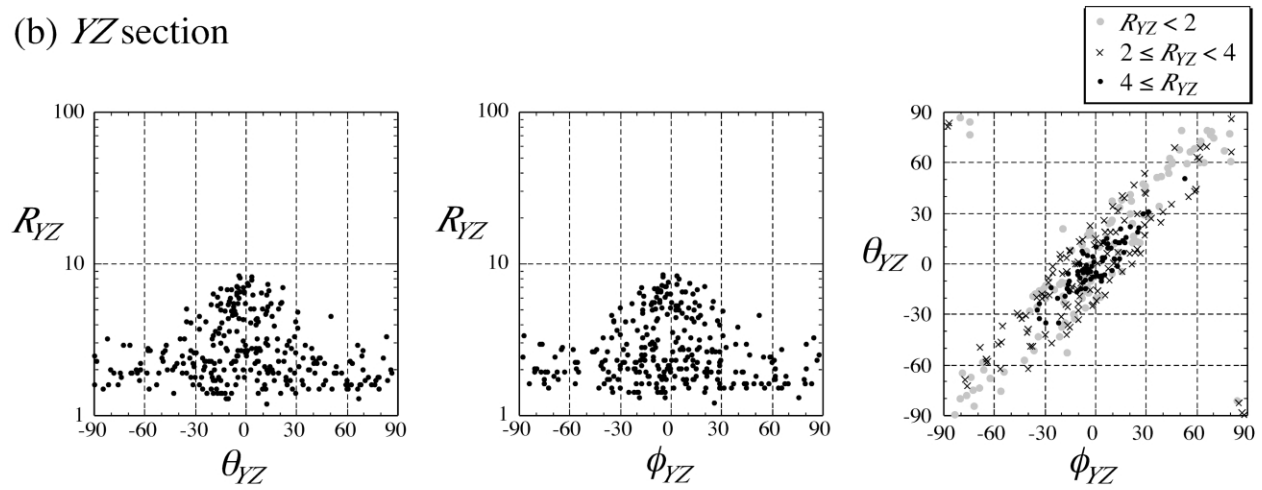 (b) YZ section
R_YZ < 2
2 ≤ R_YZ < 4
4 ≤ R_YZ
100
10
1
R_YZ
-90 -60 -30 0 30 60 90
θ_YZ
100
10
1
R_YZ
-90 -60 -30 0 30 60 90
ϕ_YZ
90
60
30
0
-30
-60
-90
θ_YZ
-90 -60 -30 0 30 60 90
ϕ_YZ